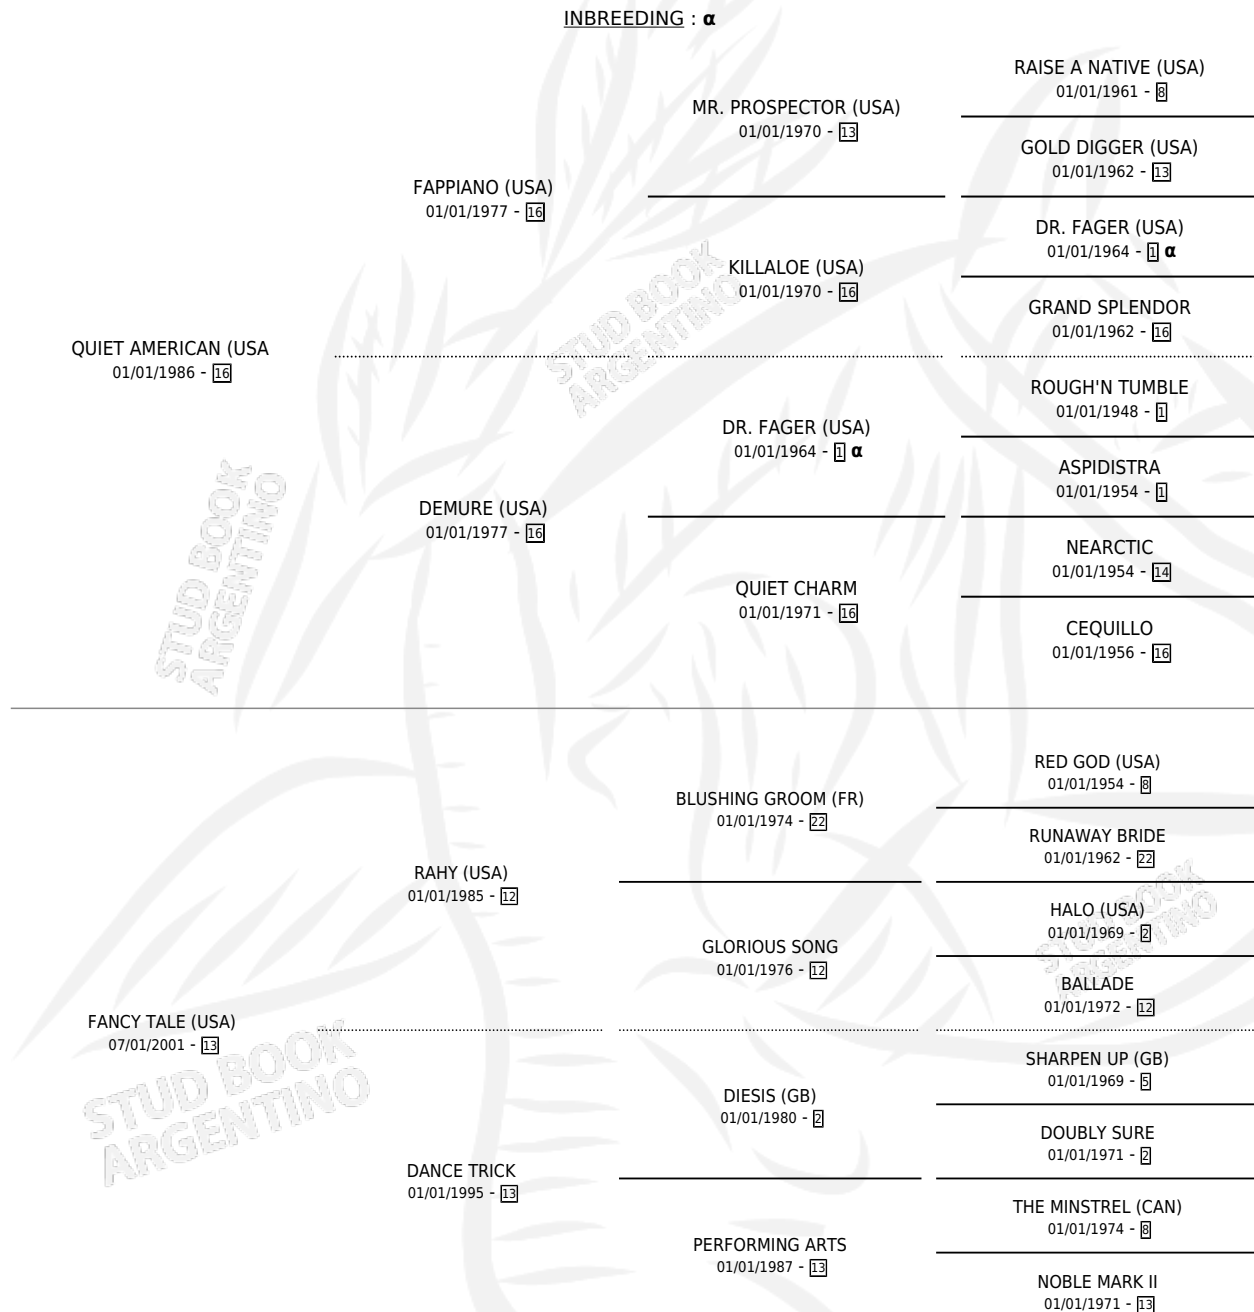 INBREEDING : α
RAISE A NATIVE (USA)
01/01/1961 - 8
MR. PROSPECTOR (USA)
01/01/1970 - 13
GOLD DIGGER (USA)
01/01/1962 - 13
FAPPIANO (USA)
01/01/1977 - 16
DR. FAGER (USA)
01/01/1964 - 1 α
KILLALOE (USA)
01/01/1970 - 16
GRAND SPLENDOR
01/01/1962 - 16
QUIET AMERICAN (USA
01/01/1986 - 16
ROUGH'N TUMBLE
01/01/1948 - 1
DR. FAGER (USA)
01/01/1964 - 1 α
ASPIDISTRA
01/01/1954 - 1
DEMURE (USA)
01/01/1977 - 16
NEARCTIC
01/01/1954 - 14
QUIET CHARM
01/01/1971 - 16
CEQUILLO
01/01/1956 - 16
RED GOD (USA)
01/01/1954 - 8
BLUSHING GROOM (FR)
01/01/1974 - 22
RUNAWAY BRIDE
01/01/1962 - 22
RAHY (USA)
01/01/1985 - 12
HALO (USA)
01/01/1969 - 2
GLORIOUS SONG
01/01/1976 - 12
BALLADE
01/01/1972 - 12
FANCY TALE (USA)
07/01/2001 - 13
SHARPEN UP (GB)
01/01/1969 - 5
DIESIS (GB)
01/01/1980 - 2
DOUBLY SURE
01/01/1971 - 2
DANCE TRICK
01/01/1995 - 13
THE MINSTREL (CAN)
01/01/1974 - 8
PERFORMING ARTS
01/01/1987 - 13
NOBLE MARK II
01/01/1971 - 13
STUD BOOK
ARGENTINO
STUD BOOK
ARGENTINO
STUD BOOK
ARGENTINO
STUD BOOK
ARGENTINO